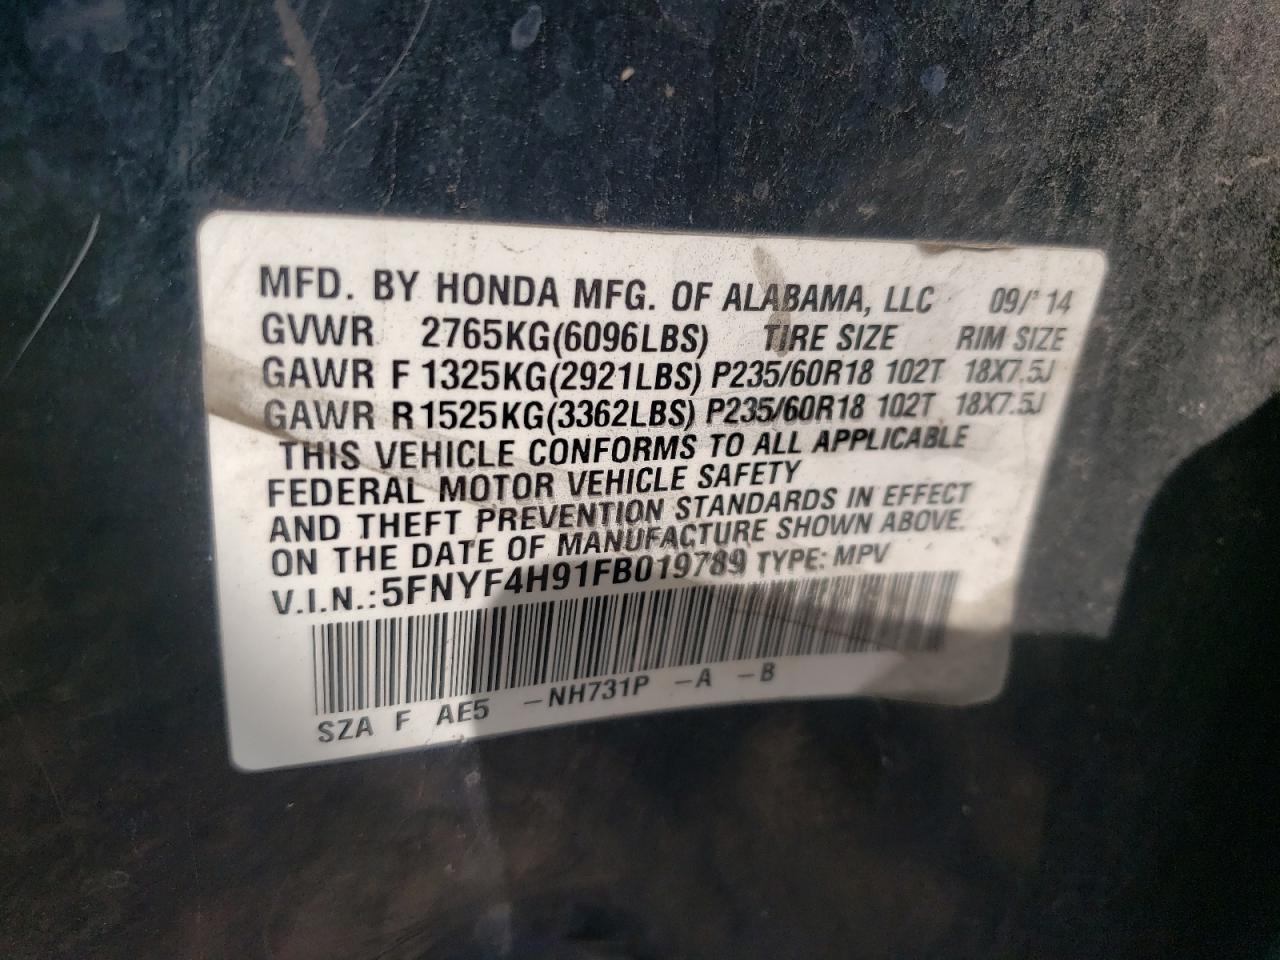 MFD. BY HONDA MFG. OF ALABAMA, LLC 09/14
GVWR 2765KG(6096LBS) TIRE SIZE RIM SIZE
GAWR F 1325KG(2921LBS) P235/60R18 102T 18X7.5J
GAWR R 1525KG(3362LBS) P235/60R18 102T 18X7.5J
THIS VEHICLE CONFORMS TO ALL APPLICABLE
FEDERAL MOTOR VEHICLE SAFETY
AND THEFT PREVENTION STANDARDS IN EFFECT
ON THE DATE OF MANUFACTURE SHOWN ABOVE.
V.I.N.: 5FNYF4H91FB019789 TYPE: MPV
SZA F AE5 -NH731P -A -B